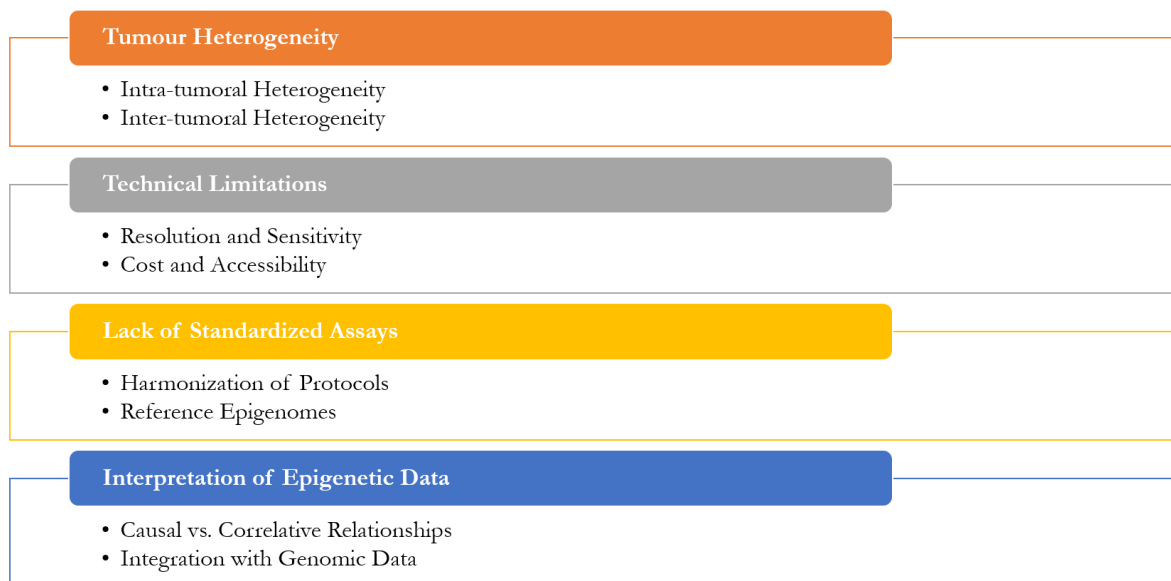 Tumour Heterogeneity
• Intra-tumoral Heterogeneity
• Inter-tumoral Heterogeneity
Technical Limitations
• Resolution and Sensitivity
• Cost and Accessibility
Lack of Standardized Assays
• Harmonization of Protocols
• Reference Epigenomes
Interpretation of Epigenetic Data
• Causal vs. Correlative Relationships
• Integration with Genomic Data